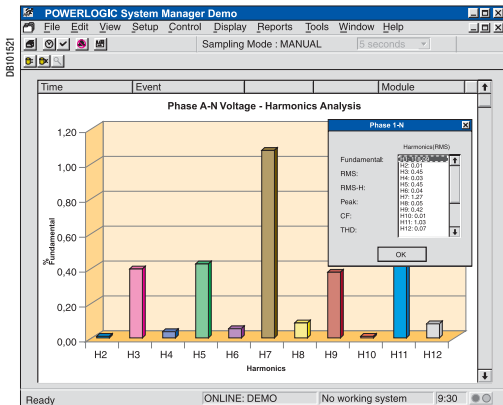 POWERLOGIC System Manager Demo
File Edit View Setup Control Display Reports Tools Window Help
Sampling Mode : MANUAL
5 seconds
DB101521
Time Event Module
Phase A-N Voltage - Harmonics Analysis
1,20
1,00
0,80
0,60
0,40
0,20
0,00
% Fundamental
H2 H3 H4 H5 H6 H7 H8 H9 H10 H11 H12
Harmonics
Phase 1-N
Harmonics(RMS)
Fundamental:
RMS:
RMS-H:
Peak:
CF:
THD:
H2: 0.01
H3: 0.45
H4: 0.03
H5: 0.45
H6: 0.04
H7: 1.27
H8: 0.05
H9: 0.42
H10: 0.01
H11: 1.03
H12: 0.07
OK
Ready
ONLINE: DEMO
No working system
9:30